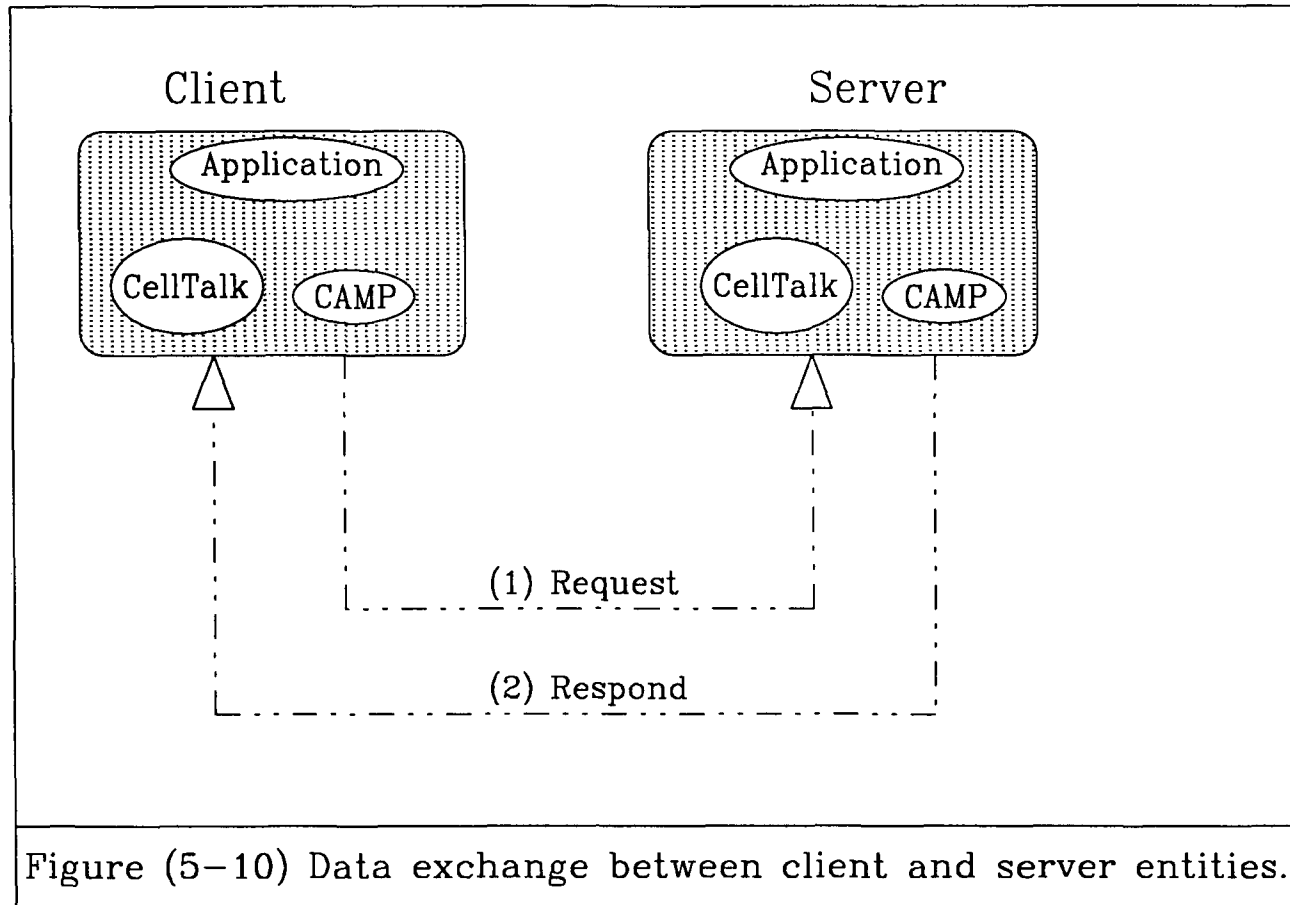 Client
Server
Application
Application
CellTalk
CAMP
CellTalk
CAMP
(1) Request
(2) Respond
Figure (5-10) Data exchange between client and server entities.